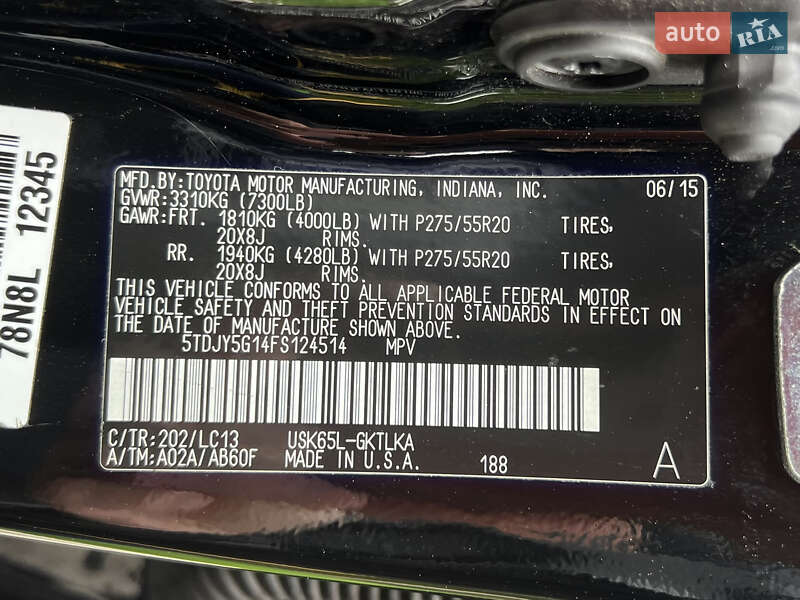 auto RIA
.com
78N8L 12345
MFD.BY:TOYOTA MOTOR MANUFACTURING, INDIANA, INC. 06/15
GVWR:3310KG (7300LB)
GAWR:FRT. 1810KG (4000LB) WITH P275/55R20 TIRES,
20X8J RIMS.
RR. 1940KG (4280LB) WITH P275/55R20 TIRES,
20X8J RIMS.
THIS VEHICLE CONFORMS TO ALL APPLICABLE FEDERAL MOTOR
VEHICLE SAFETY AND THEFT PREVENTION STANDARDS IN EFFECT ON
THE DATE OF MANUFACTURE SHOWN ABOVE.
5TDJY5G14FS124514 MPV
C/TR:202/LC13 USK65L-GKTLKA
A/TM:A02A/AB60F MADE IN U.S.A. 188 A